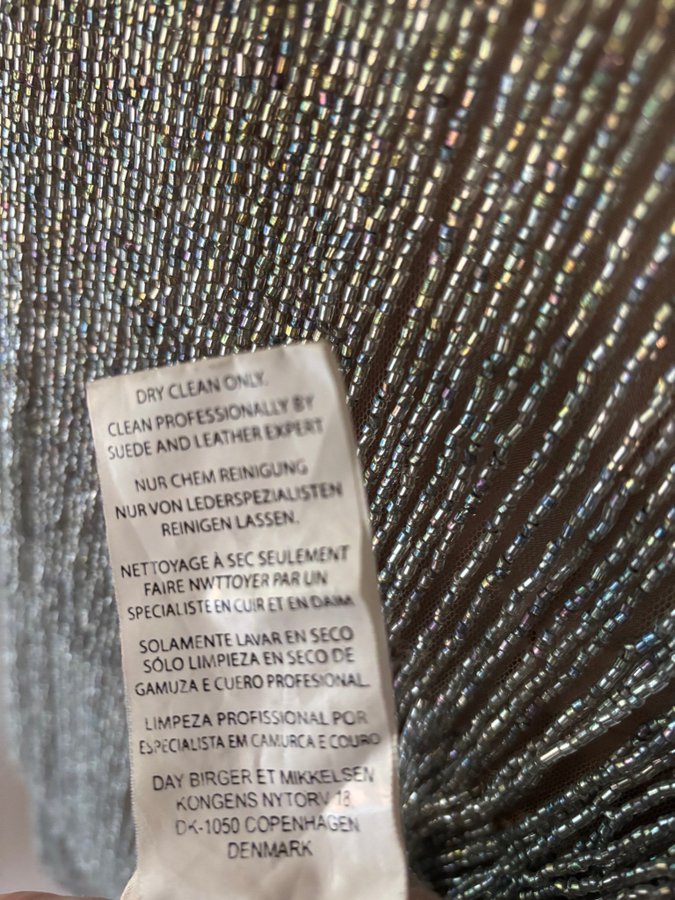 DRY CLEAN ONLY.
CLEAN PROFESSIONALLY BY
SUEDE AND LEATHER EXPERT
NUR CHEM REINIGUNG
NUR VON LEDERSPEZIALISTEN
REINIGEN LASSEN.
NETTOYAGE À SEC SEULEMENT
FAIRE NWTTOYER PAR UN
SPECIALISTE EN CUIR ET EN DAIM
SOLAMENTE LAVAR EN SECO
SÓLO LIMPIEZA EN SECO DE
GAMUZA E CUERO PROFESIONAL.
LIMPEZA PROFISSIONAL POR
ESPECIALISTA EM CAMURCA E COURO
DAY BIRGER ET MIKKELSEN
KONGENS NYTORV 18
DK-1050 COPENHAGEN
DENMARK